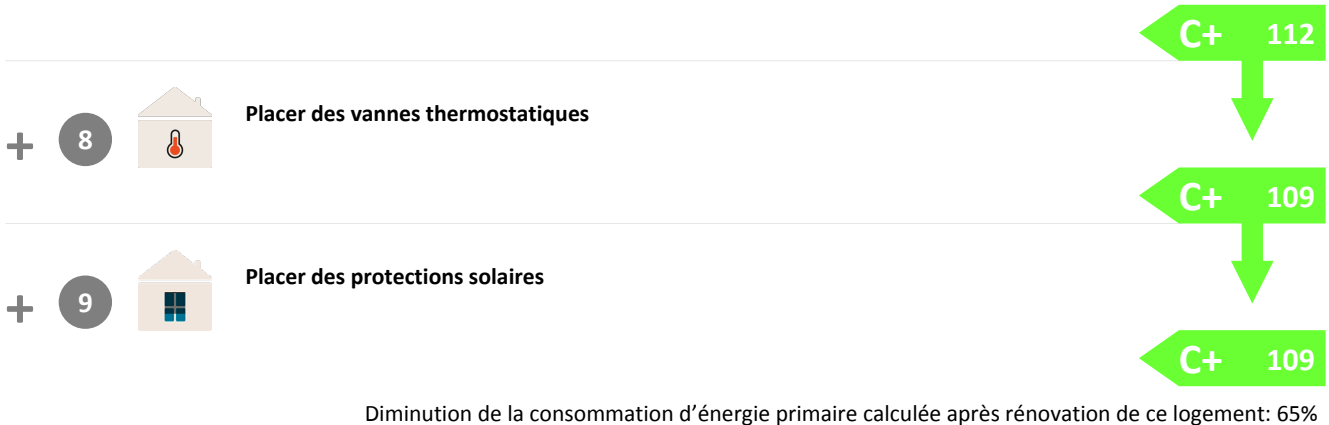 C+ 112
+ 8 Placer des vannes thermostatiques
C+ 109
+ 9 Placer des protections solaires
C+ 109
Diminution de la consommation d’énergie primaire calculée après rénovation de ce logement: 65%